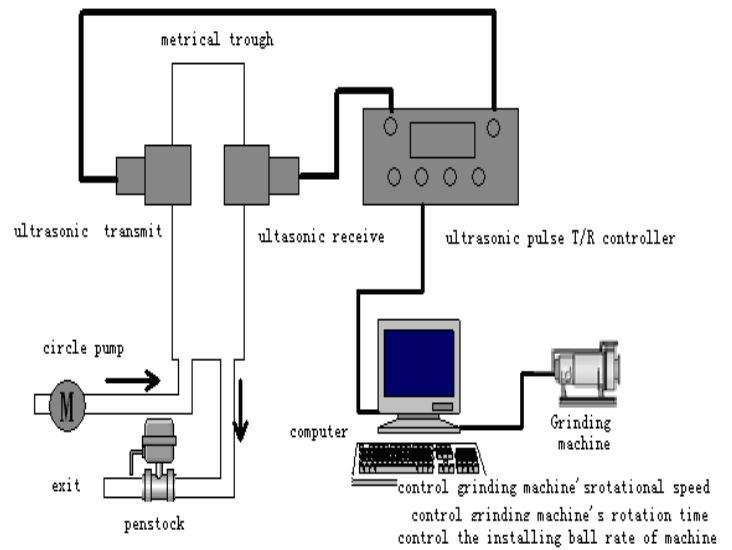 metrical trough
ultrasonic transmit
ultasonic receive
ultrasonic pulse T/R controller
circle pump
M
computer
Grinding
machine
exit
penstock
control grinding machine'srotational speed
control grinding machine's rotation time
control the installing ball rate of machine